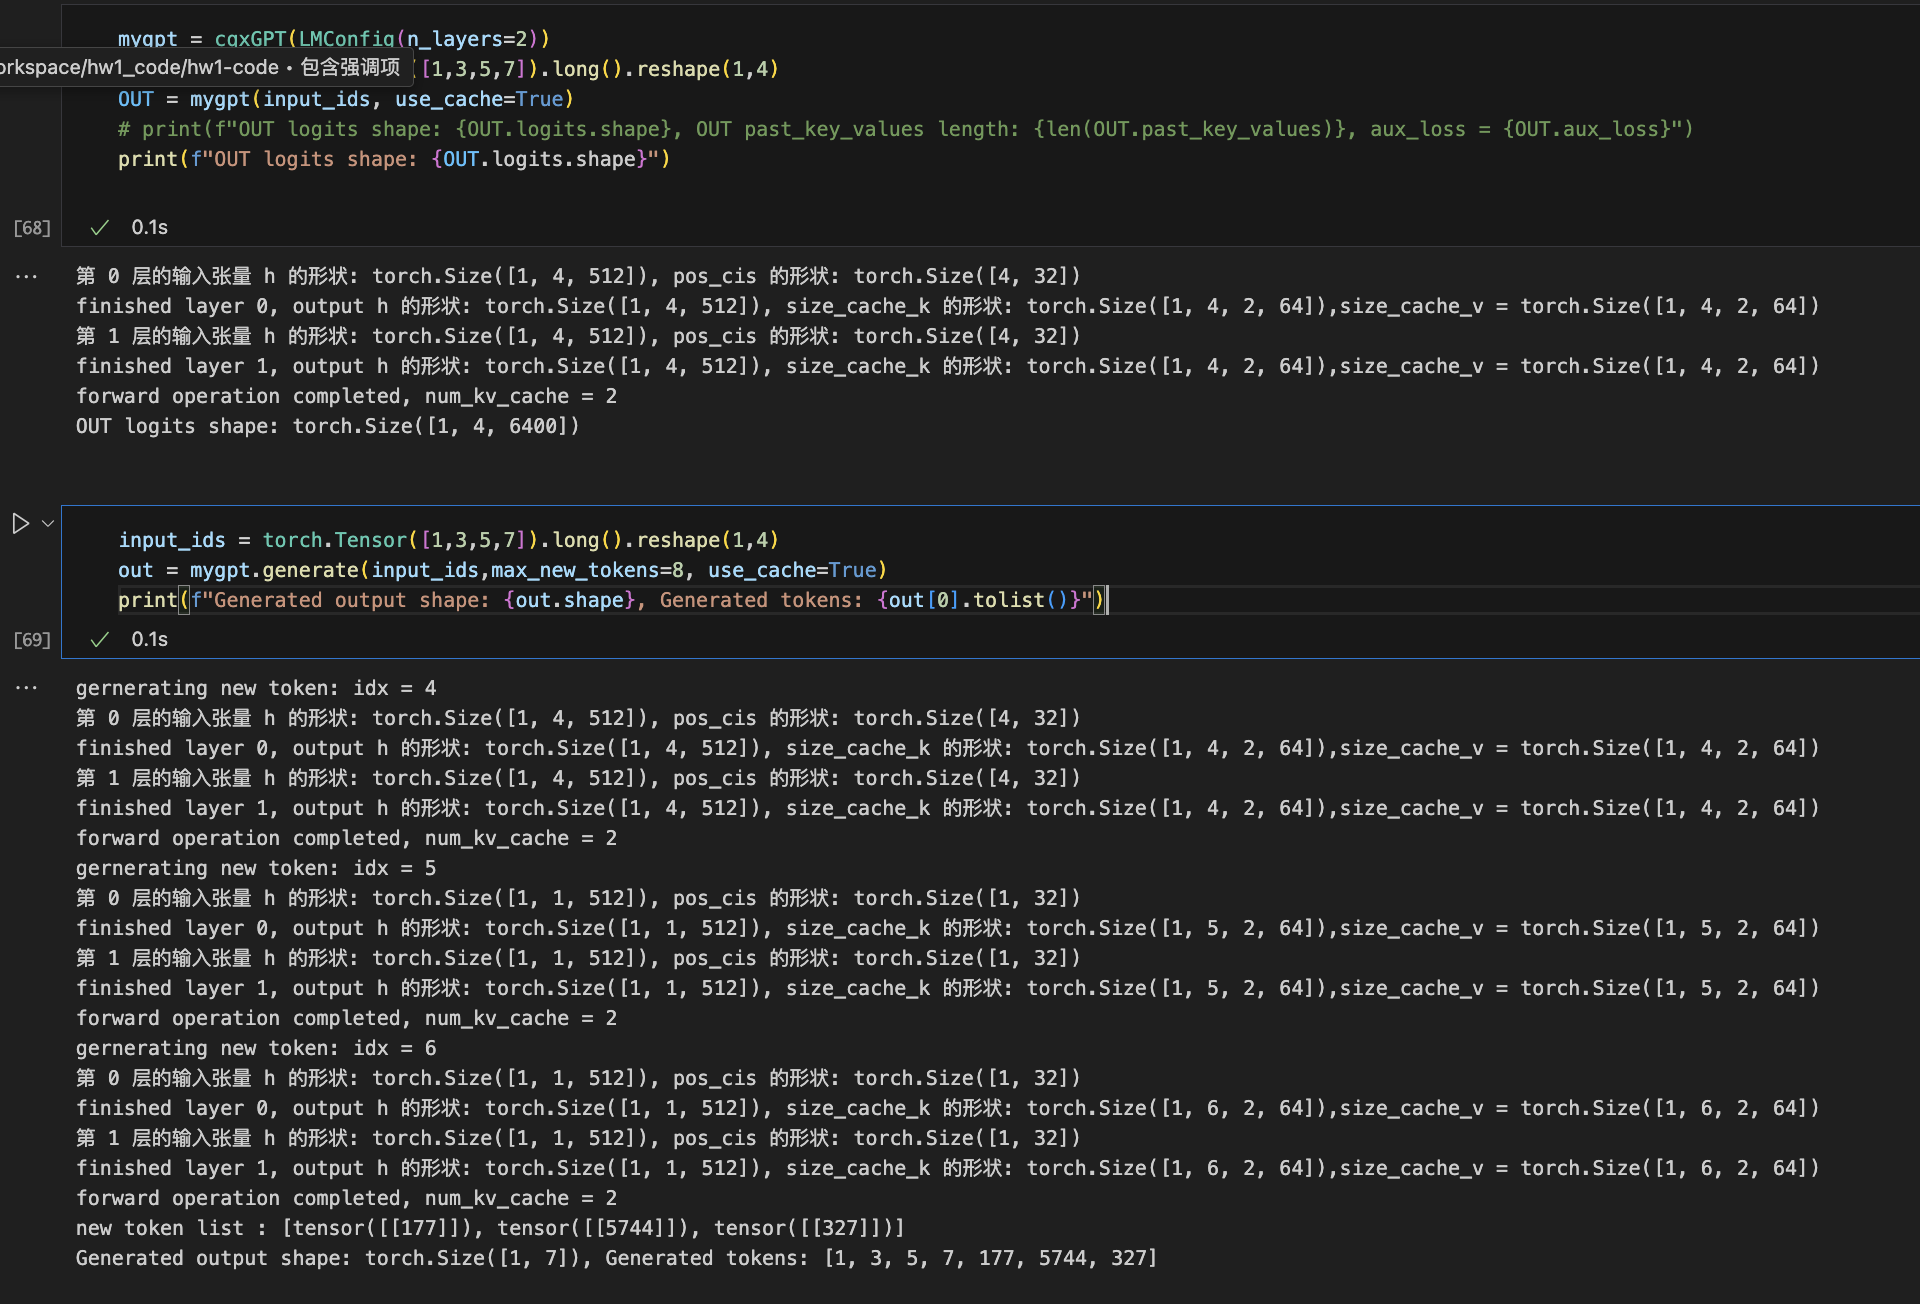 mygpt = cqxGPT(LMConfig(n_layers=2))
orkspace/hw1_code/hw1-code • 包含强调项 ([1,3,5,7]).long().reshape(1,4)
OUT = mygpt(input_ids, use_cache=True)
# print(f"OUT logits shape: {OUT.logits.shape}, OUT past_key_values length: {len(OUT.past_key_values)}, aux_loss = {OUT.aux_loss}")
print(f"OUT logits shape: {OUT.logits.shape}")
[68] ✓ 0.1s
... 第 0 层的输入张量 h 的形状: torch.Size([1, 4, 512]), pos_cis 的形状: torch.Size([4, 32])
finished layer 0, output h 的形状: torch.Size([1, 4, 512]), size_cache_k 的形状: torch.Size([1, 4, 2, 64]),size_cache_v = torch.Size([1, 4, 2, 64])
第 1 层的输入张量 h 的形状: torch.Size([1, 4, 512]), pos_cis 的形状: torch.Size([4, 32])
finished layer 1, output h 的形状: torch.Size([1, 4, 512]), size_cache_k 的形状: torch.Size([1, 4, 2, 64]),size_cache_v = torch.Size([1, 4, 2, 64])
forward operation completed, num_kv_cache = 2
OUT logits shape: torch.Size([1, 4, 6400])
input_ids = torch.Tensor([1,3,5,7]).long().reshape(1,4)
out = mygpt.generate(input_ids,max_new_tokens=8, use_cache=True)
print(f"Generated output shape: {out.shape}, Generated tokens: {out[0].tolist()}")
[69] ✓ 0.1s
... gernerating new token: idx = 4
第 0 层的输入张量 h 的形状: torch.Size([1, 4, 512]), pos_cis 的形状: torch.Size([4, 32])
finished layer 0, output h 的形状: torch.Size([1, 4, 512]), size_cache_k 的形状: torch.Size([1, 4, 2, 64]),size_cache_v = torch.Size([1, 4, 2, 64])
第 1 层的输入张量 h 的形状: torch.Size([1, 4, 512]), pos_cis 的形状: torch.Size([4, 32])
finished layer 1, output h 的形状: torch.Size([1, 4, 512]), size_cache_k 的形状: torch.Size([1, 4, 2, 64]),size_cache_v = torch.Size([1, 4, 2, 64])
forward operation completed, num_kv_cache = 2
gernerating new token: idx = 5
第 0 层的输入张量 h 的形状: torch.Size([1, 1, 512]), pos_cis 的形状: torch.Size([1, 32])
finished layer 0, output h 的形状: torch.Size([1, 1, 512]), size_cache_k 的形状: torch.Size([1, 5, 2, 64]),size_cache_v = torch.Size([1, 5, 2, 64])
第 1 层的输入张量 h 的形状: torch.Size([1, 1, 512]), pos_cis 的形状: torch.Size([1, 32])
finished layer 1, output h 的形状: torch.Size([1, 1, 512]), size_cache_k 的形状: torch.Size([1, 5, 2, 64]),size_cache_v = torch.Size([1, 5, 2, 64])
forward operation completed, num_kv_cache = 2
gernerating new token: idx = 6
第 0 层的输入张量 h 的形状: torch.Size([1, 1, 512]), pos_cis 的形状: torch.Size([1, 32])
finished layer 0, output h 的形状: torch.Size([1, 1, 512]), size_cache_k 的形状: torch.Size([1, 6, 2, 64]),size_cache_v = torch.Size([1, 6, 2, 64])
第 1 层的输入张量 h 的形状: torch.Size([1, 1, 512]), pos_cis 的形状: torch.Size([1, 32])
finished layer 1, output h 的形状: torch.Size([1, 1, 512]), size_cache_k 的形状: torch.Size([1, 6, 2, 64]),size_cache_v = torch.Size([1, 6, 2, 64])
forward operation completed, num_kv_cache = 2
new token list : [tensor([[177]]), tensor([[5744]]), tensor([[327]])]
Generated output shape: torch.Size([1, 7]), Generated tokens: [1, 3, 5, 7, 177, 5744, 327]